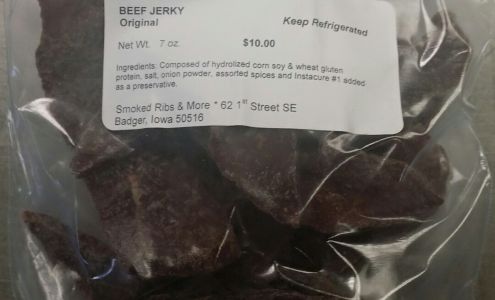 BEEF JERKY
Original
Keep Refrigerated
Net Wt. 7 oz. $10.00
Ingredients: Composed of hydrolized corn soy & wheat gluten
protein, salt, onion powder, assorted spices and Instacure #1 added
as a preservative.
Smoked Ribs & More * 62 1st Street SE
Badger, Iowa 50516